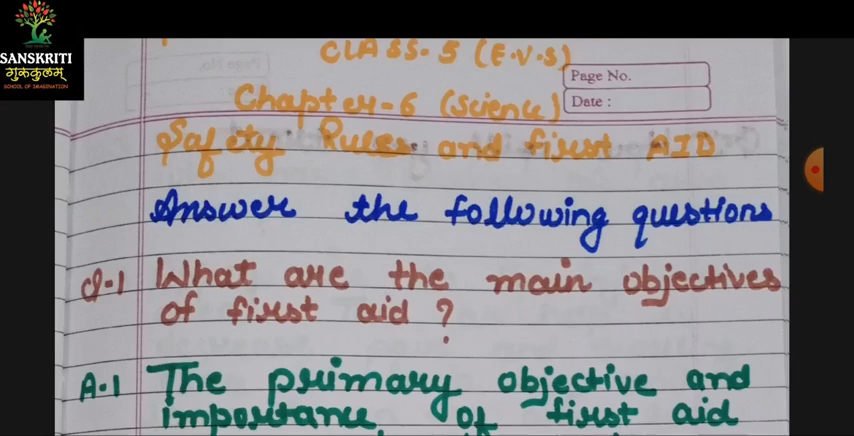 SANSKRITI
गुरुकुलम्
SCHOOL OF IMAGINATION
CLASS-5 (E.V.S)
Page No.
Date :
Chapter-6 (Science)
Safety Rules and first AID
Answer the following questions
Q.1 What are the main objectives
of first aid ?
A.1 The primary objective and
importance of first aid